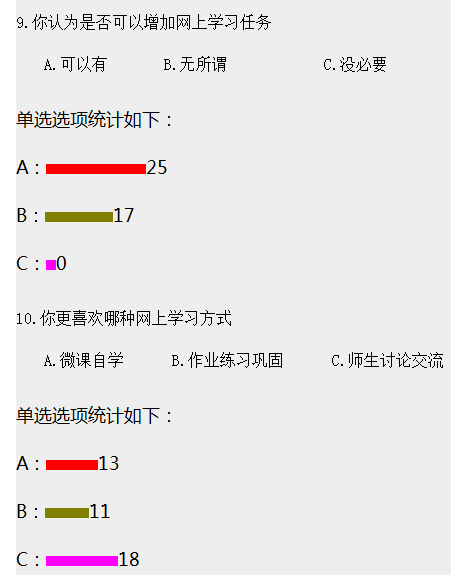 9.你认为是否可以增加网上学习任务
A.可以有 B.无所谓 C.没必要
单选选项统计如下：
A：25
B：17
C：0
10.你更喜欢哪种网上学习方式
A.微课自学 B.作业练习巩固 C.师生讨论交流
单选选项统计如下：
A：13
B：11
C：18